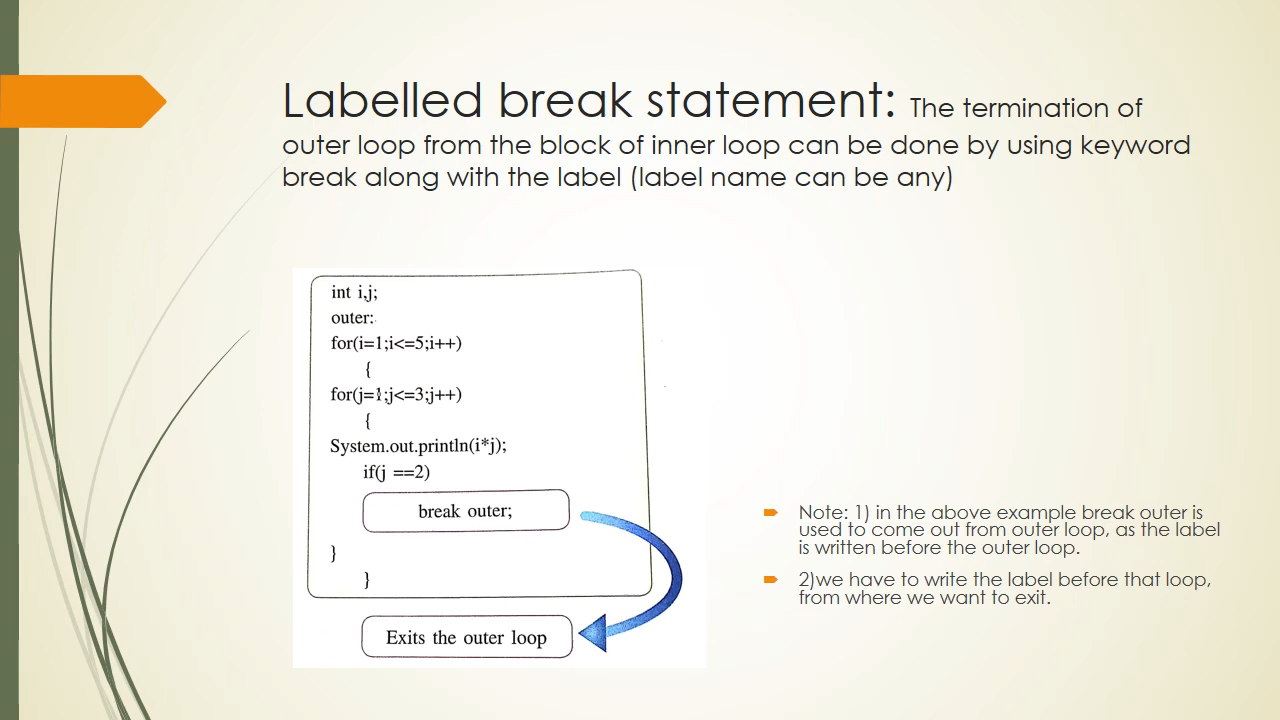 Labelled break statement: The termination of
outer loop from the block of inner loop can be done by using keyword
break along with the label (label name can be any)
int i,j;
outer:
for(i=1;i<=5;i++)
{
for(j=1;j<=3;j++)
{
System.out.println(i*j);
if(j ==2)
break outer;
}
}
Exits the outer loop
Note: 1) in the above example break outer is
used to come out from outer loop, as the label
is written before the outer loop.
2)we have to write the label before that loop,
from where we want to exit.